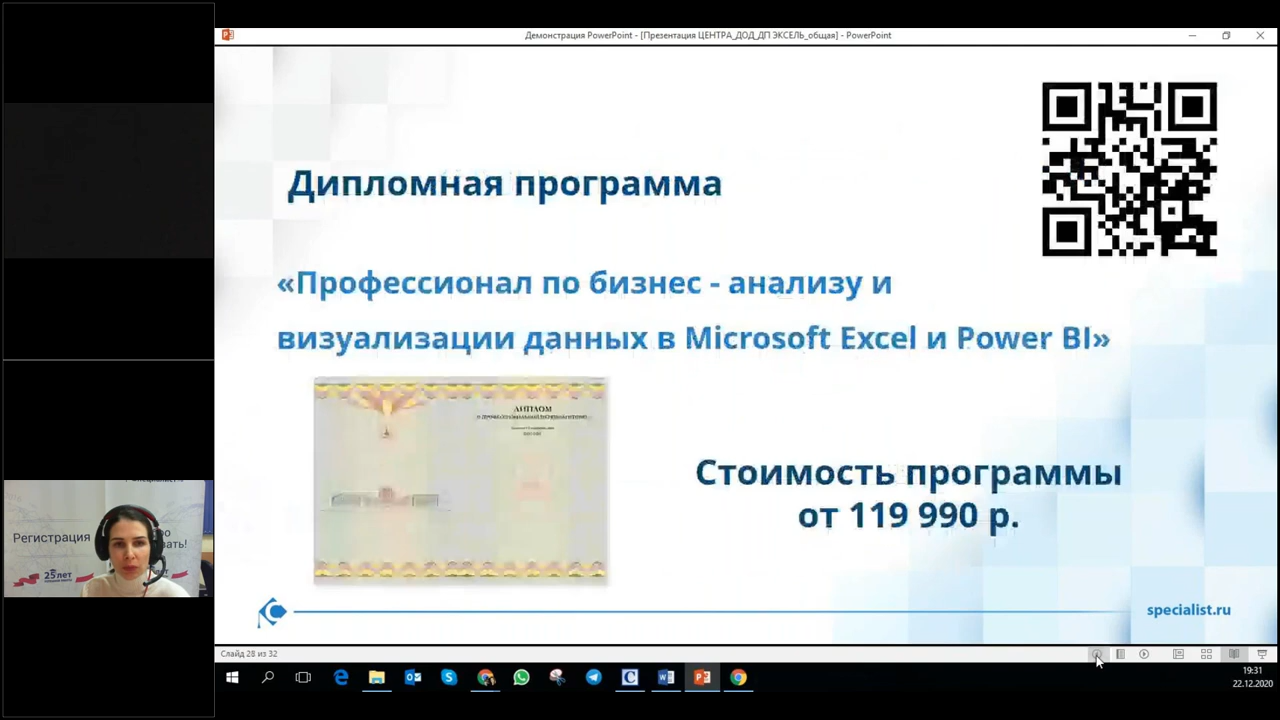 Демонстрация PowerPoint - [Презентация ЦЕНТРА_ДОД_ДП ЭКСЕЛЬ_общая] - PowerPoint
Дипломная программа
«Профессионал по бизнес - анализу и
визуализации данных в Microsoft Excel и Power BI»
ДИПЛОМ
Стоимость программы
от 119 990 р.
Регистрация
25 лет
specialist.ru
Слайд 28 из 32
19:31
22.12.2020